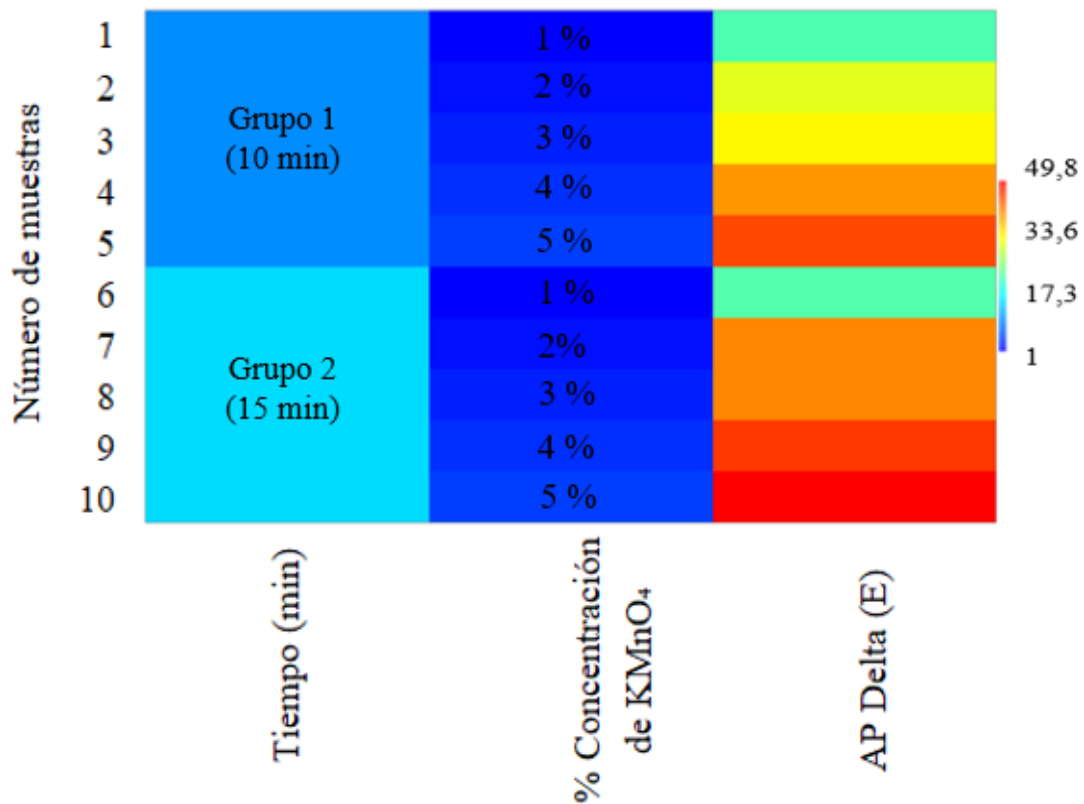 Número de muestras
1
2
3
4
5
6
7
8
9
10
Grupo 1
(10 min)
Grupo 2
(15 min)
1 %
2 %
3 %
4 %
5 %
1 %
2%
3 %
4 %
5 %
49,8
33,6
17,3
1
Tiempo (min)
% Concentración
de KMnO₄
AP Delta (E)